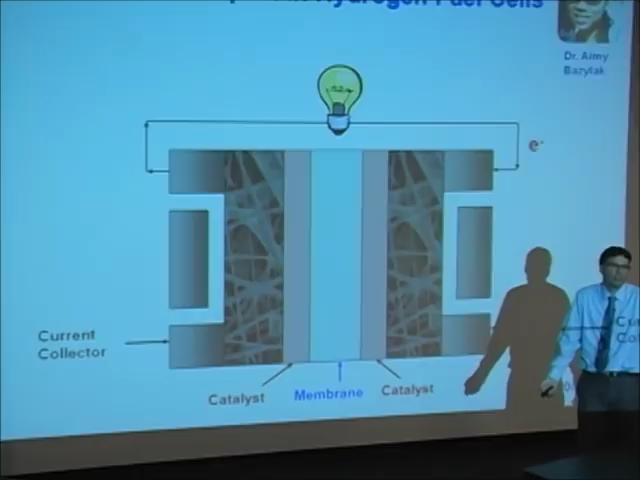 Hydrogen Fuel Cells
Dr. Aimy
Bazylak
e-
Current
Collector
Catalyst
Membrane
Catalyst